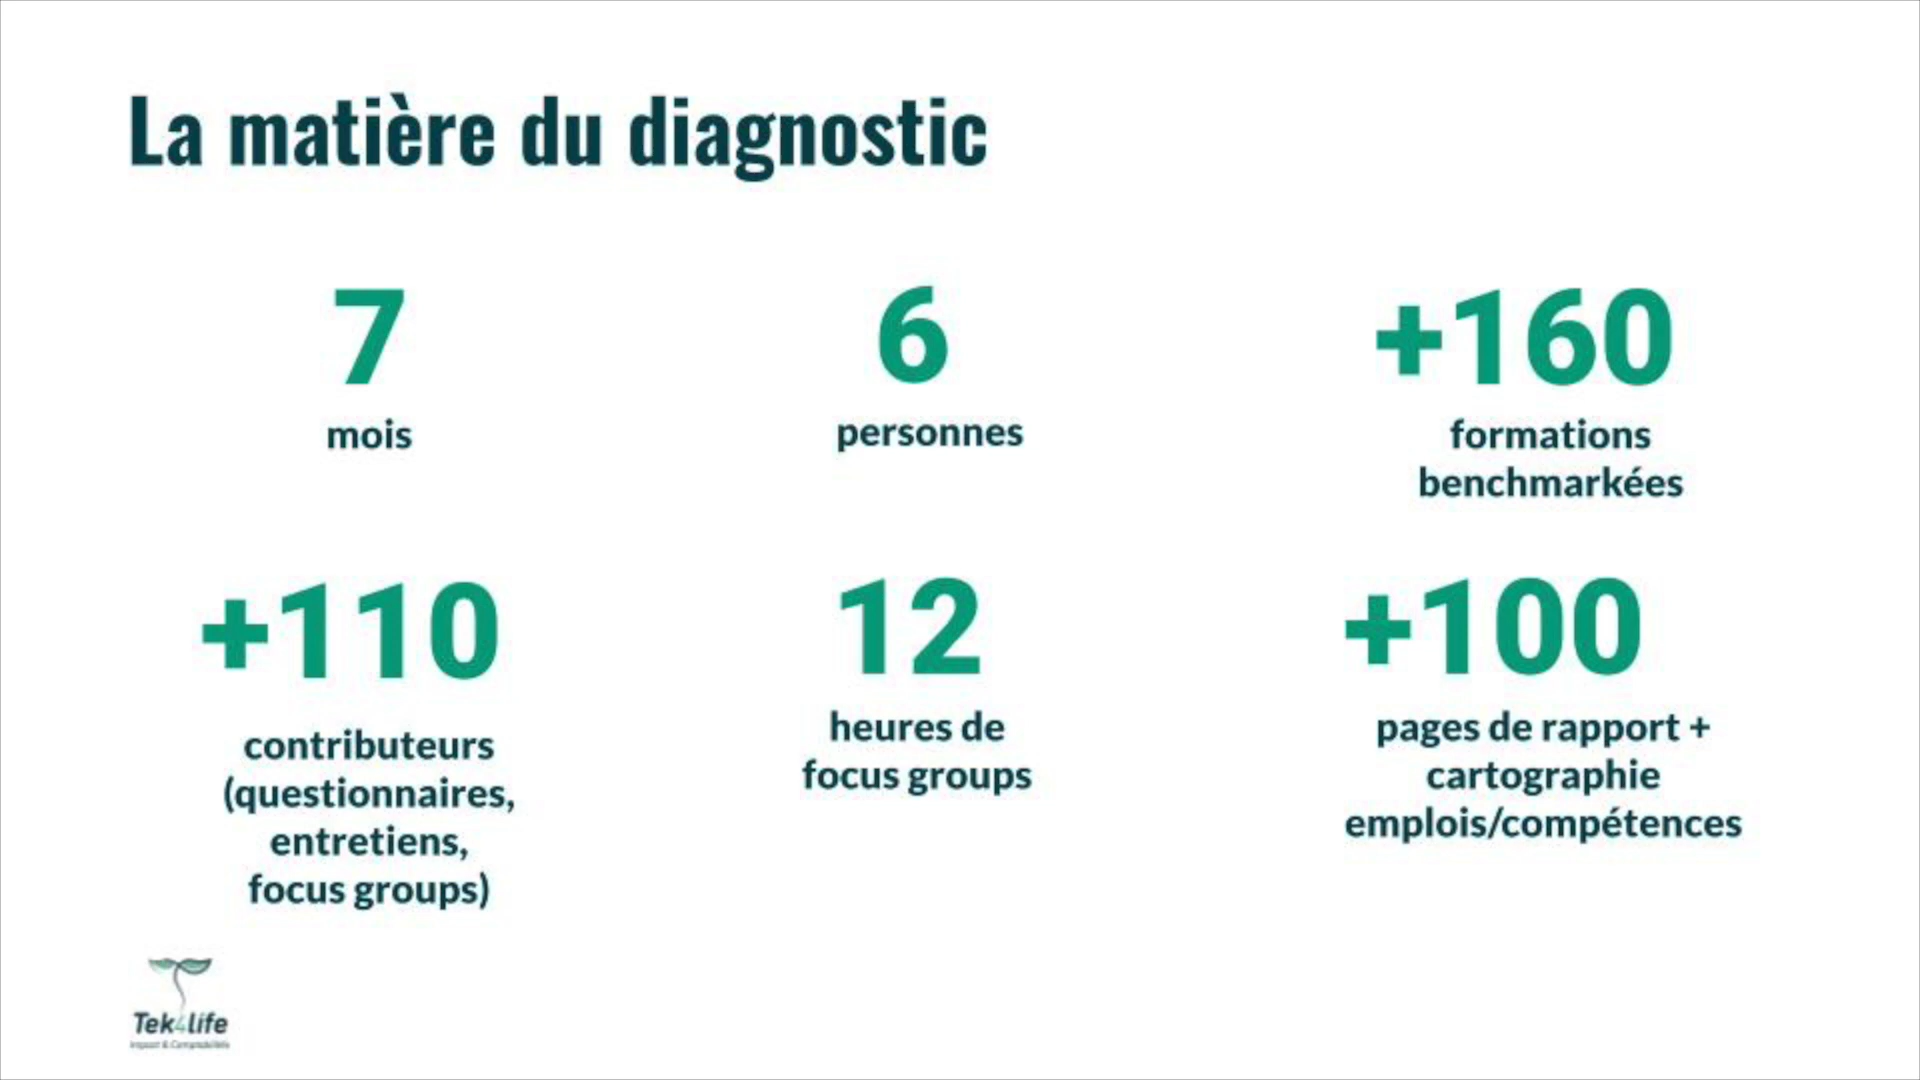 La matière du diagnostic
7
mois
6
personnes
+160
formations
benchmarkées
+110
contributeurs
(questionnaires,
entretiens,
focus groups)
12
heures de
focus groups
+100
pages de rapport +
cartographie
emplois/compétences
Tek4life